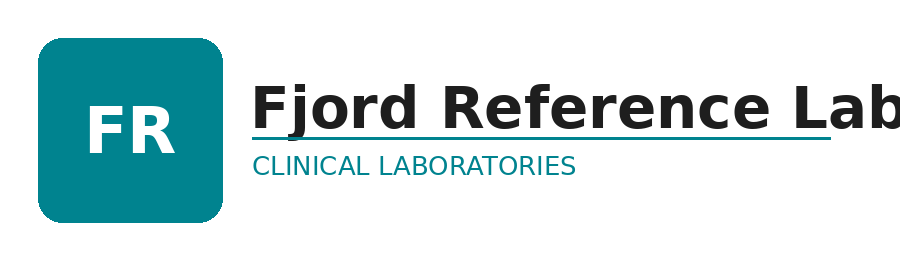 FR
Fjord Reference Lab
CLINICAL LABORATORIES